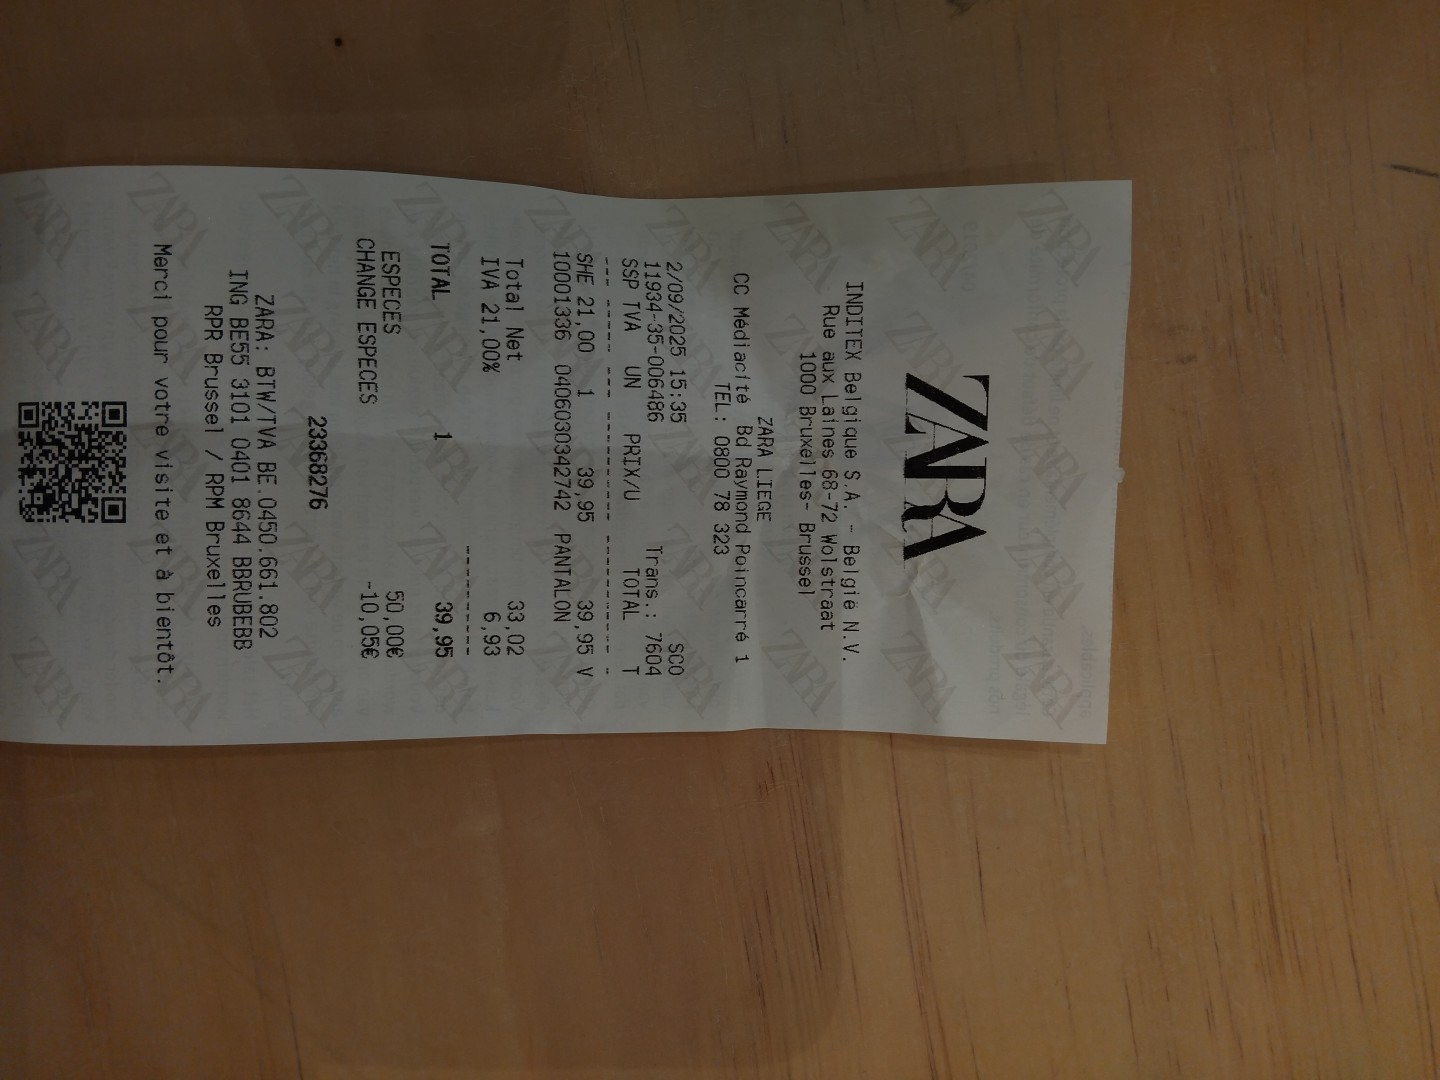 ZARA
INDITEX Belgique S.A. - België N.V.
Rue aux Laines 68-72 Wolstraat
1000 Bruxelles- Brussel
ZARA LIEGE
CC Médiacité Bd Raymond Poincarré 1
TEL: 0800 78 323
2/09/2025 15:35 SCO
11934-35-006486 Trans.: 7604
SSP TVA UN PRIX/U TOTAL T
--- ----- --- --------- --------- -
SHE 21,00 1 39,95 39,95 V
10001336 04060303342742 PANTALON
Total Net 33,02
IVA 21,00% 6,93
----------
TOTAL 1 39,95
ESPECES 50,00€
CHANGE ESPECES -10,05€
23368276
ZARA: BTW/TVA BE.0450.661.802
ING BE55 3101 0401 8644 BBRUBEBB
RPR Brussel / RPM Bruxelles
Merci pour votre visite et à bientôt.